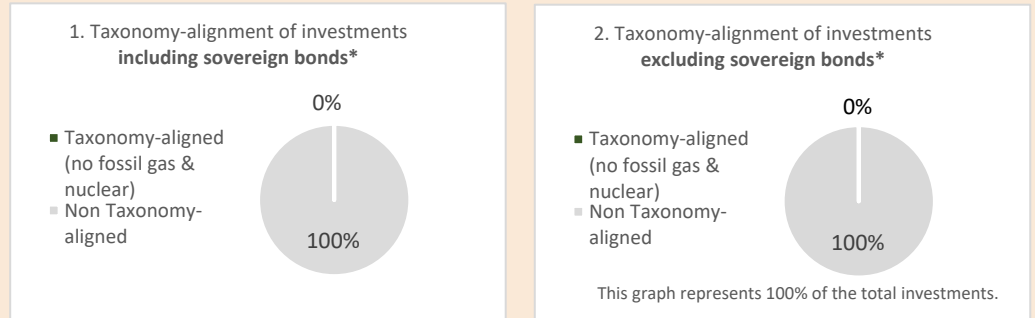 1. Taxonomy-alignment of investments
including sovereign bonds*
0%
Taxonomy-aligned
(no fossil gas &
nuclear)
Non Taxonomy-
aligned
100%
2. Taxonomy-alignment of investments
excluding sovereign bonds*
0%
Taxonomy-aligned
(no fossil gas &
nuclear)
Non Taxonomy-
aligned
100%
This graph represents 100% of the total investments.